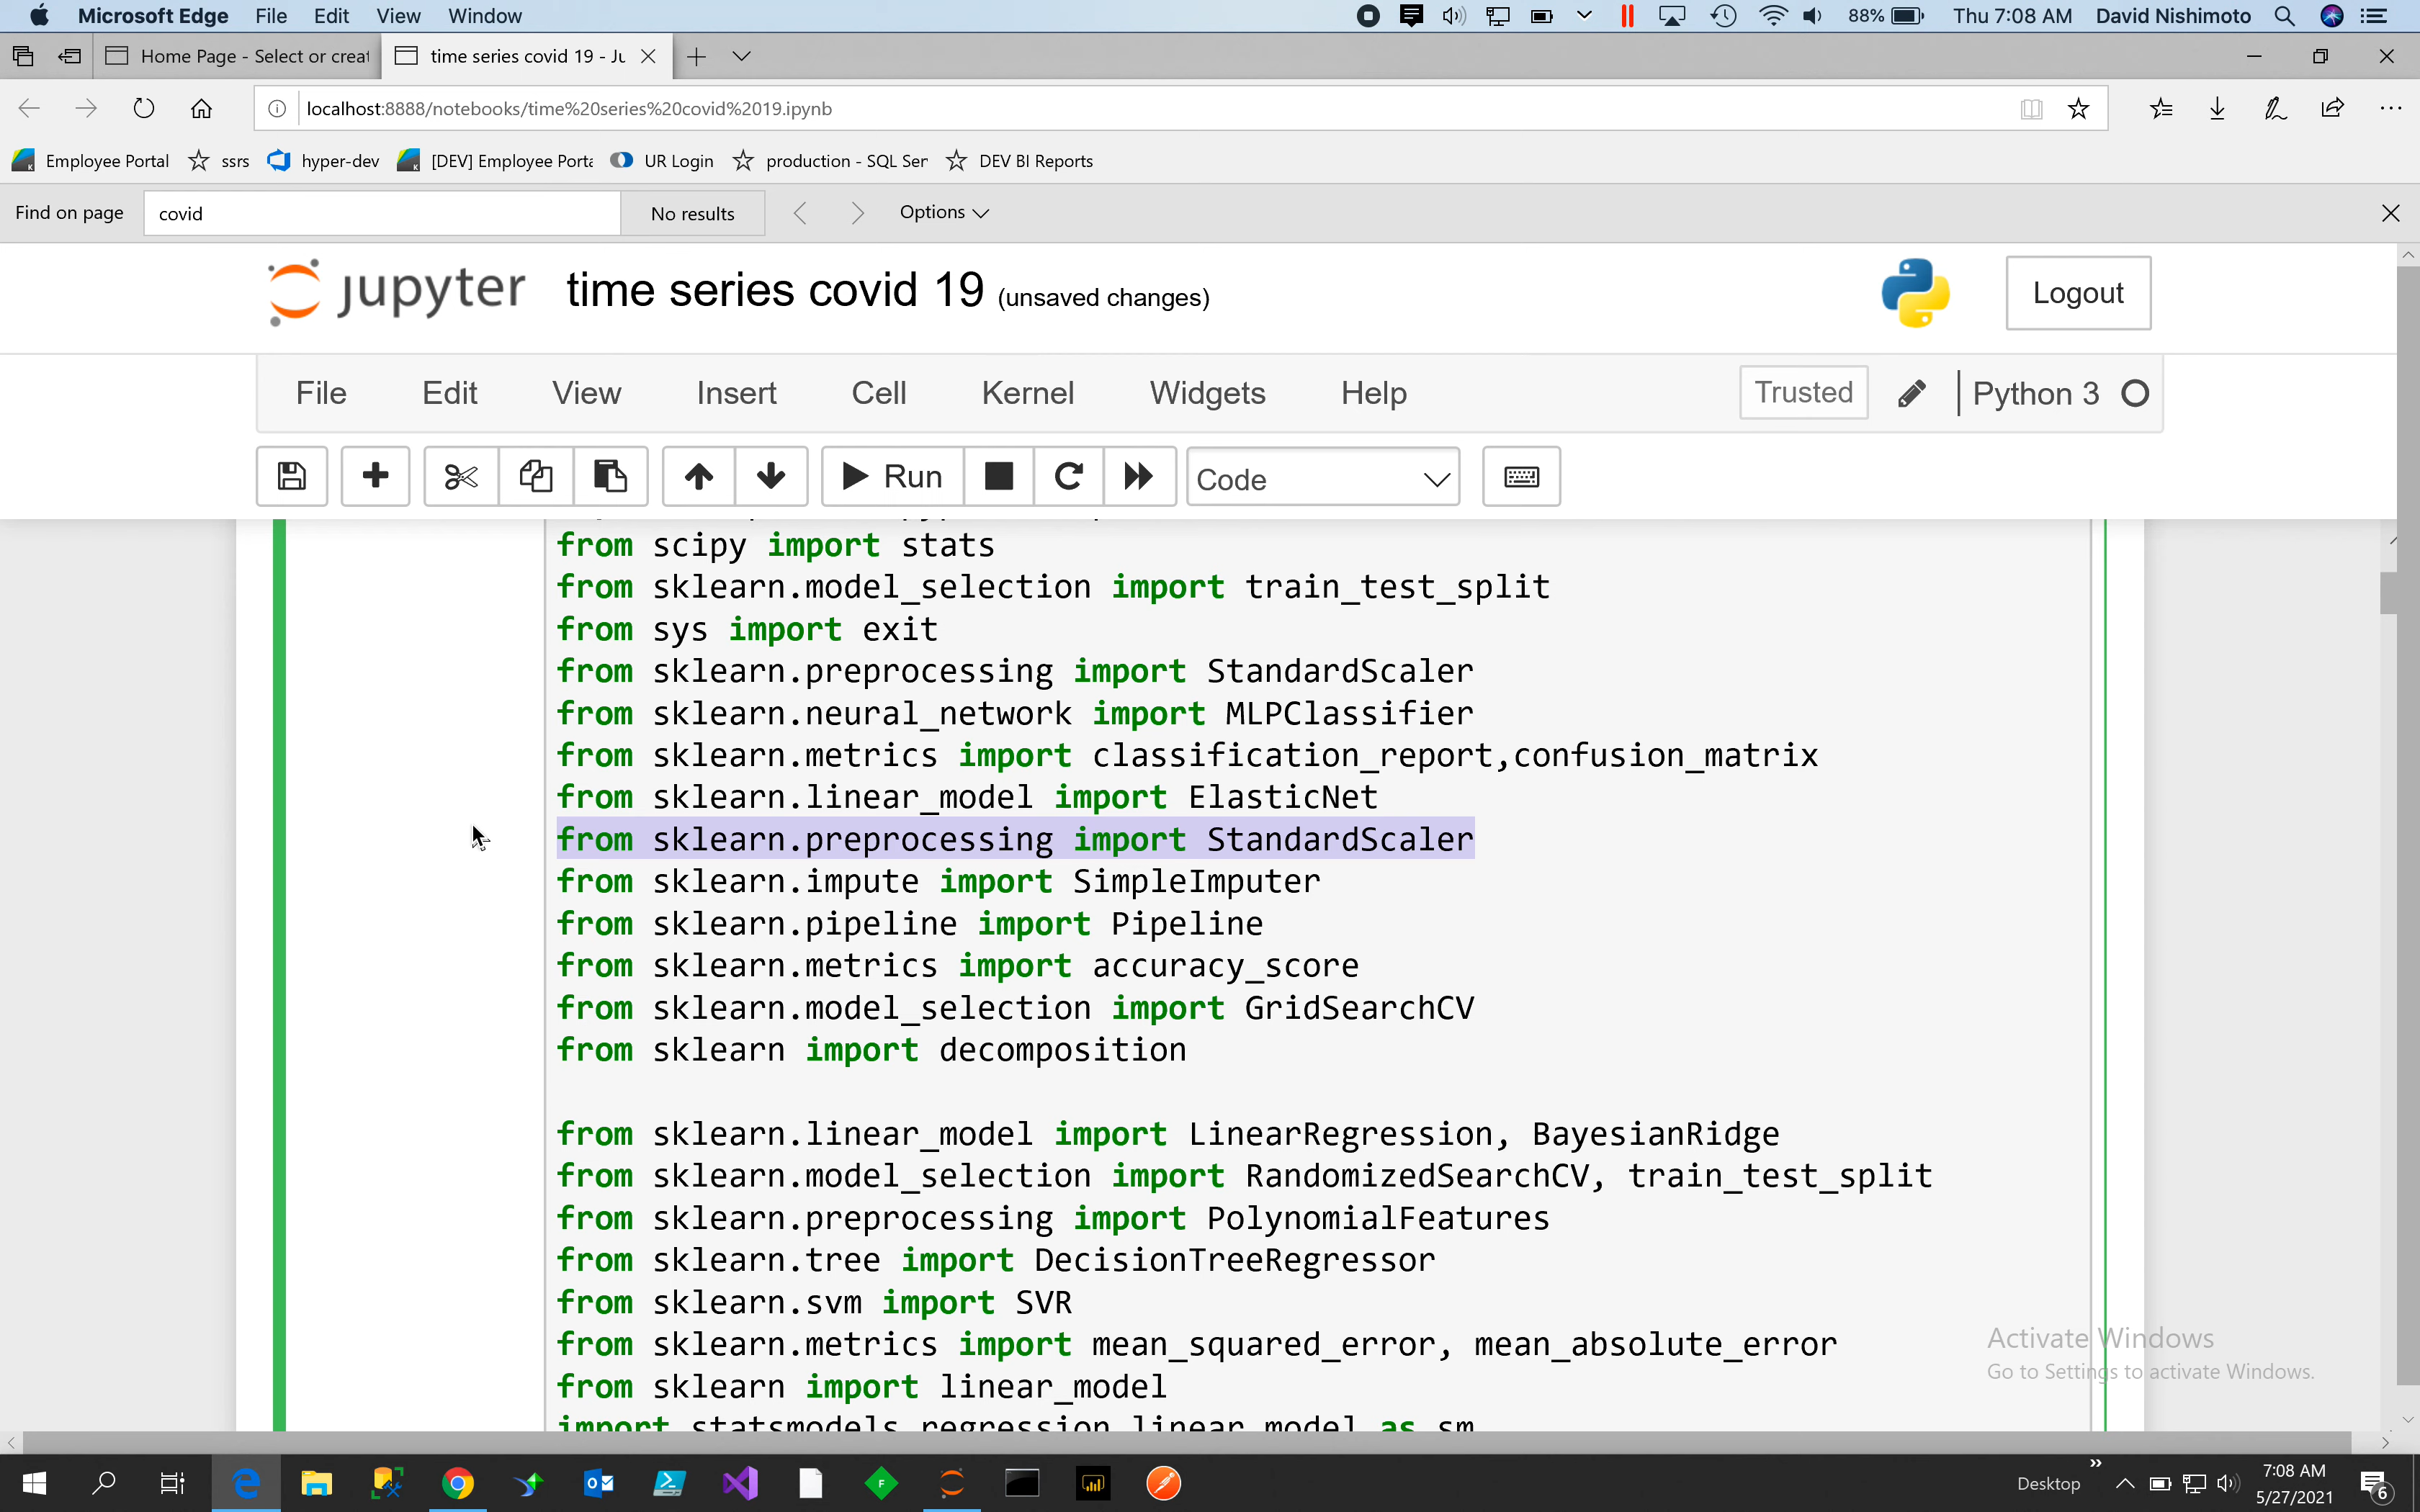 Microsoft Edge File Edit View Window 88% Thu 7:08 AM David Nishimoto
Home Page - Select or creat time series covid 19 - Ju
localhost:8888/notebooks/time%20series%20covid%2019.ipynb
Employee Portal ssrs hyper-dev [DEV] Employee Porta UR Login production - SQL Ser DEV BI Reports
Find on page covid No results Options
jupyter time series covid 19 (unsaved changes) Logout
File Edit View Insert Cell Kernel Widgets Help Trusted Python 3
Run Code
from scipy import stats
from sklearn.model_selection import train_test_split
from sys import exit
from sklearn.preprocessing import StandardScaler
from sklearn.neural_network import MLPClassifier
from sklearn.metrics import classification_report,confusion_matrix
from sklearn.linear_model import ElasticNet
from sklearn.preprocessing import StandardScaler
from sklearn.impute import SimpleImputer
from sklearn.pipeline import Pipeline
from sklearn.metrics import accuracy_score
from sklearn.model_selection import GridSearchCV
from sklearn import decomposition
from sklearn.linear_model import LinearRegression, BayesianRidge
from sklearn.model_selection import RandomizedSearchCV, train_test_split
from sklearn.preprocessing import PolynomialFeatures
from sklearn.tree import DecisionTreeRegressor
from sklearn.svm import SVR
from sklearn.metrics import mean_squared_error, mean_absolute_error
from sklearn import linear_model
import statsmodels.regression.linear_model as sm
Activate Windows
Go to Settings to activate Windows.
Desktop 7:08 AM
5/27/2021 6